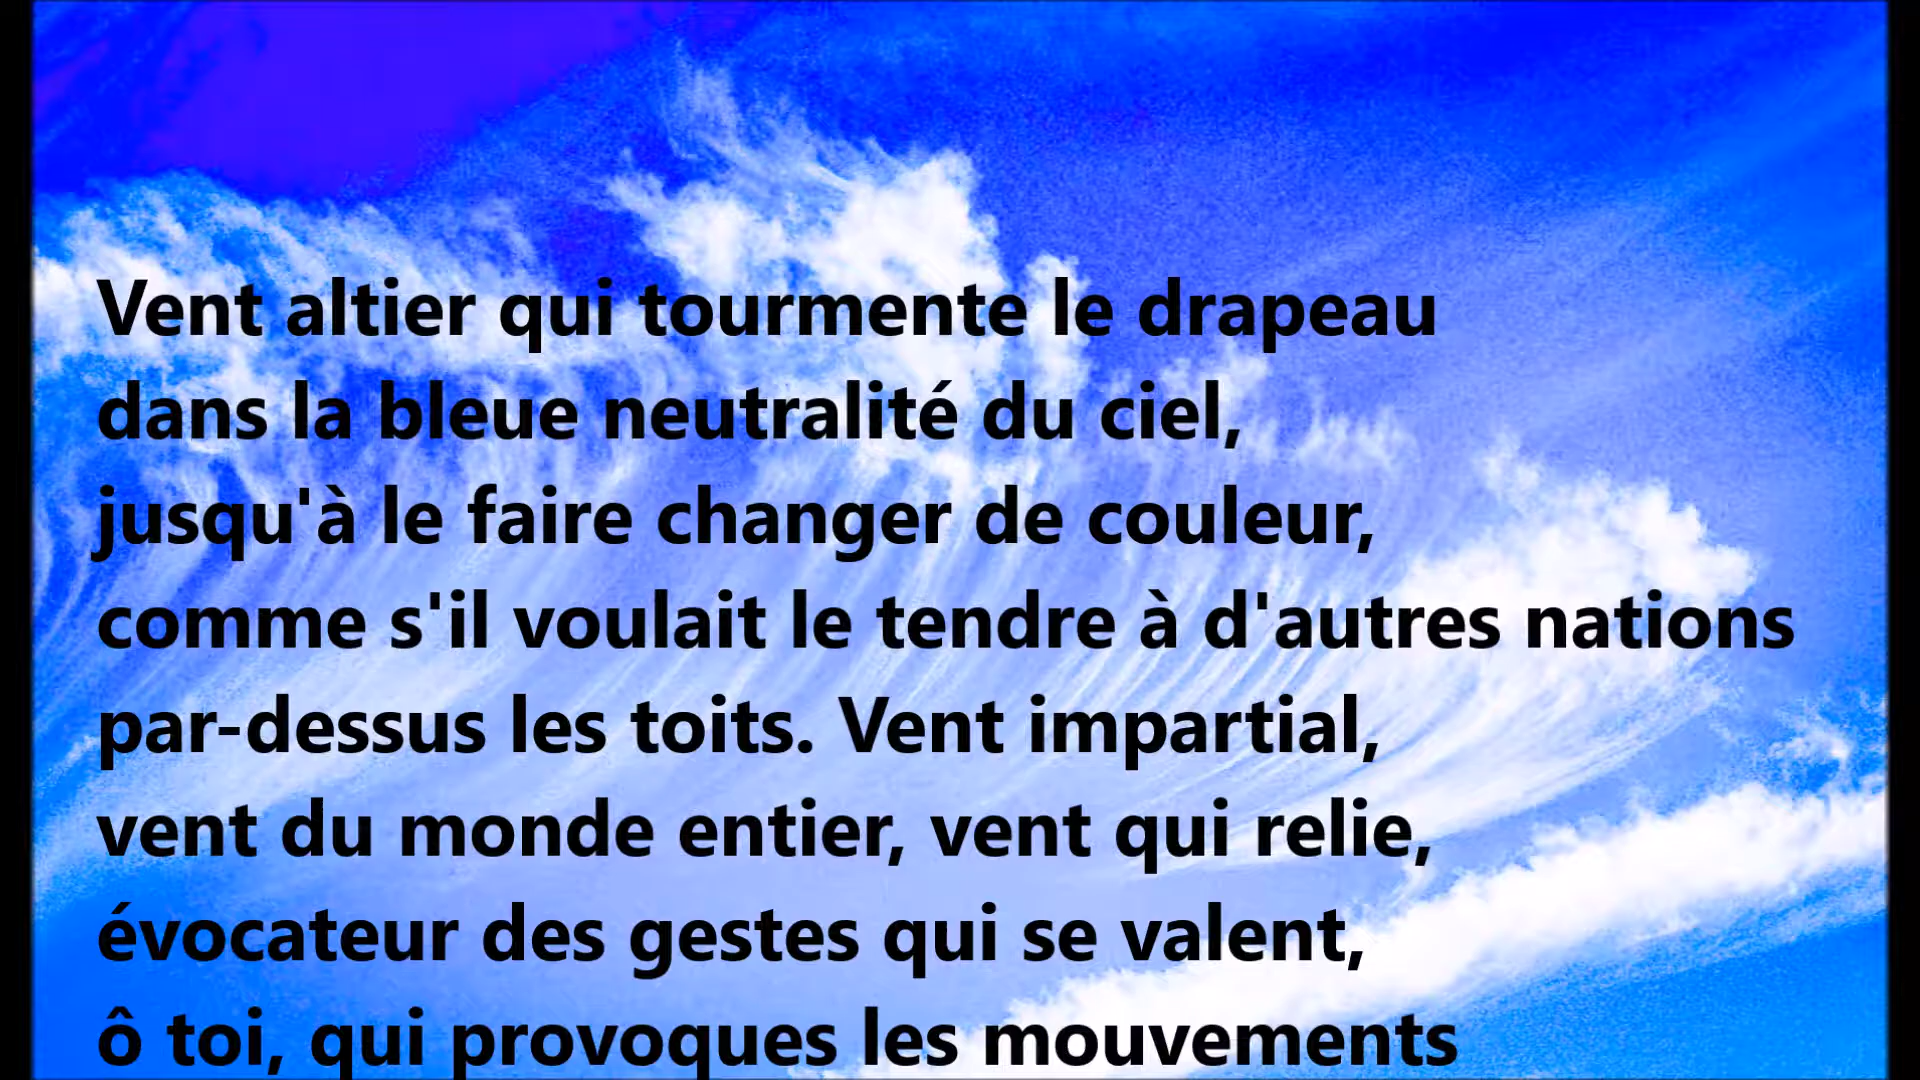 Vent altier qui tourmente le drapeau
dans la bleue neutralité du ciel,
jusqu'à le faire changer de couleur,
comme s'il voulait le tendre à d'autres nations
par-dessus les toits. Vent impartial,
vent du monde entier, vent qui relie,
évocateur des gestes qui se valent,
ô toi, qui provoques les mouvements